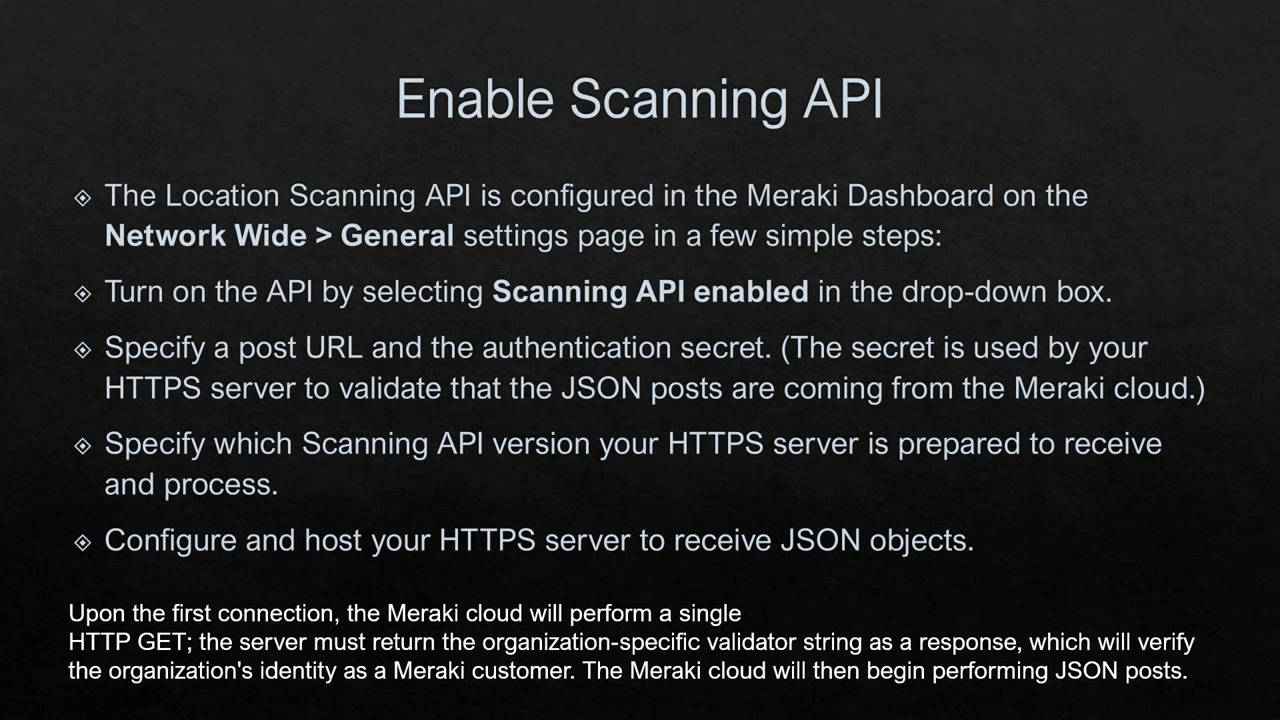 Enable Scanning API
The Location Scanning API is configured in the Meraki Dashboard on the
Network Wide > General settings page in a few simple steps:
Turn on the API by selecting Scanning API enabled in the drop-down box.
Specify a post URL and the authentication secret. (The secret is used by your
HTTPS server to validate that the JSON posts are coming from the Meraki cloud.)
Specify which Scanning API version your HTTPS server is prepared to receive
and process.
Configure and host your HTTPS server to receive JSON objects.
Upon the first connection, the Meraki cloud will perform a single
HTTP GET; the server must return the organization-specific validator string as a response, which will verify
the organization's identity as a Meraki customer. The Meraki cloud will then begin performing JSON posts.